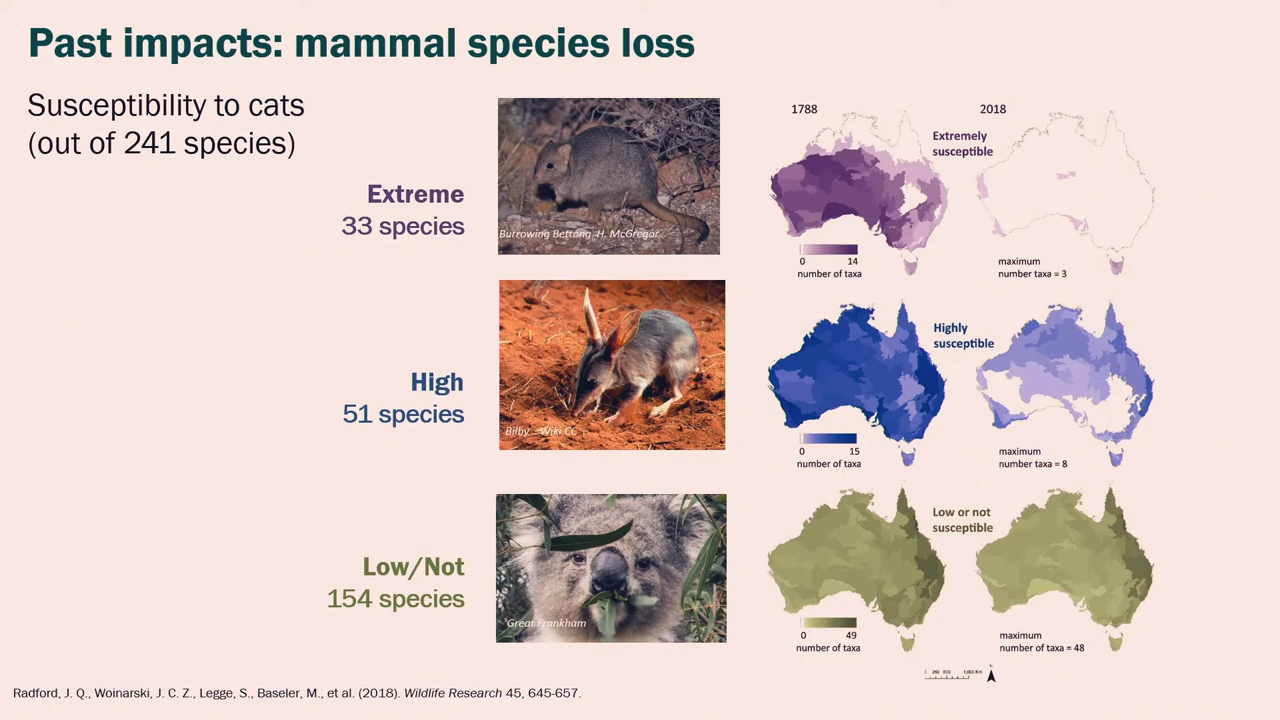 Past impacts: mammal species loss
Susceptibility to cats
(out of 241 species)
Extreme
33 species
Burrowing Bettong H. McGregor
1788
2018
Extremely
susceptible
0 14
number of taxa
maximum
number taxa = 3
High
51 species
Bilby - Wiki CC
Highly
susceptible
0 15
number of taxa
maximum
number taxa = 8
Low/Not
154 species
Great Frankham
Low or not
susceptible
0 49
number of taxa
maximum
number of taxa = 48
Radford, J. Q., Woinarski, J. C. Z., Legge, S., Baseler, M., et al. (2018). Wildlife Research 45, 645-657.